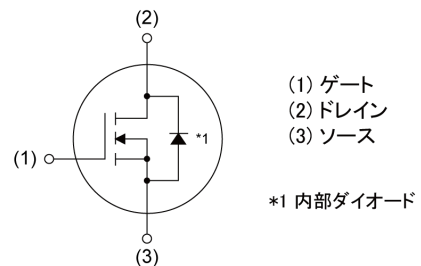 (2)
(1)
*1
(3)
(1) ゲート
(2) ドレイン
(3) ソース
*1 内部ダイオード